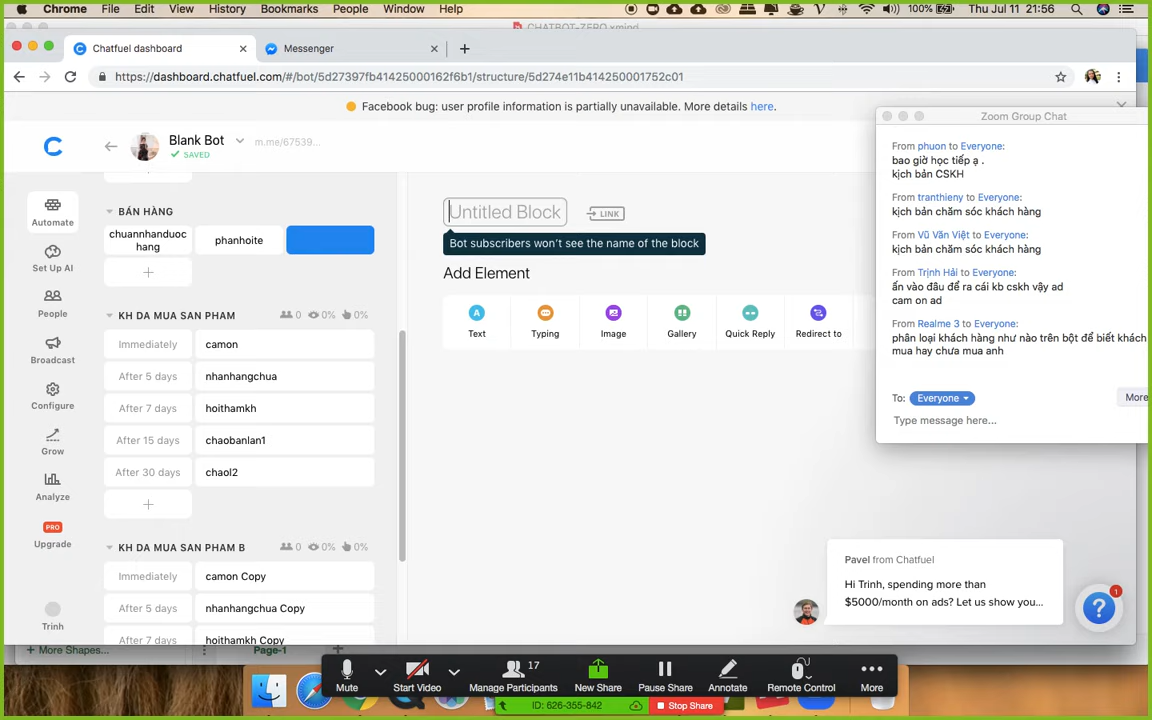 Chrome File Edit View History Bookmarks People Window Help 100% Thu Jul 11 21:56
CHATBOT-ZERO.xmind
Chatfuel dashboard
Messenger
https://dashboard.chatfuel.com/#/bot/5d27397fb41425000162f6b1/structure/5d274e11b414250001752c01
Facebook bug: user profile information is partially unavailable. More details here.
Blank Bot
m.me/67539...
SAVED
Automate
Set Up AI
People
Broadcast
Configure
Grow
Analyze
PRO
Upgrade
Trinh
BÁN HÀNG
chuannhanduoc
hang
phanhoite
KH DA MUA SAN PHAM 0 0% 0%
Immediately camon
After 5 days nhanhangchua
After 7 days hoithamkh
After 15 days chaobanlan1
After 30 days chaol2
KH DA MUA SAN PHAM B 0 0% 0%
Immediately camon Copy
After 5 days nhanhangchua Copy
After 7 days hoithamkh Copy
Untitled Block
LINK
Bot subscribers won't see the name of the block
Add Element
Text Typing Image Gallery Quick Reply Redirect to
Zoom Group Chat
From phuon to Everyone:
bao giờ học tiếp ạ .
kịch bản CSKH
From tranthieny to Everyone:
kịch bản chăm sóc khách hàng
From Vũ Văn Việt to Everyone:
kịch bản chăm sóc khách hàng
From Trịnh Hải to Everyone:
ấn vào đâu để ra cái kb cskh vậy ad
cam on ad
From Realme 3 to Everyone:
phân loại khách hàng như nào trên bột để biết khách
mua hay chưa mua anh
To: Everyone
More
Type message here...
Pavel from Chatfuel
Hi Trinh, spending more than
$5000/month on ads? Let us show you...
?
1
More Shapes...
Page-1
Mute
Start Video
17
Manage Participants
New Share
Pause Share
Annotate
Remote Control
More
ID: 626-355-842
Stop Share